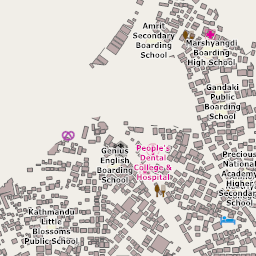 Amrit
Secondary
Boarding
School
Marshyangdi
Boarding
High School
Gandaki
Public
Boarding
School
Genius
English
Boarding
School
People's
Dental
College &
Hospital
Precious
National
Academy
Higher
Secondary
School
Kathmandu
Little
Blossoms
Public School